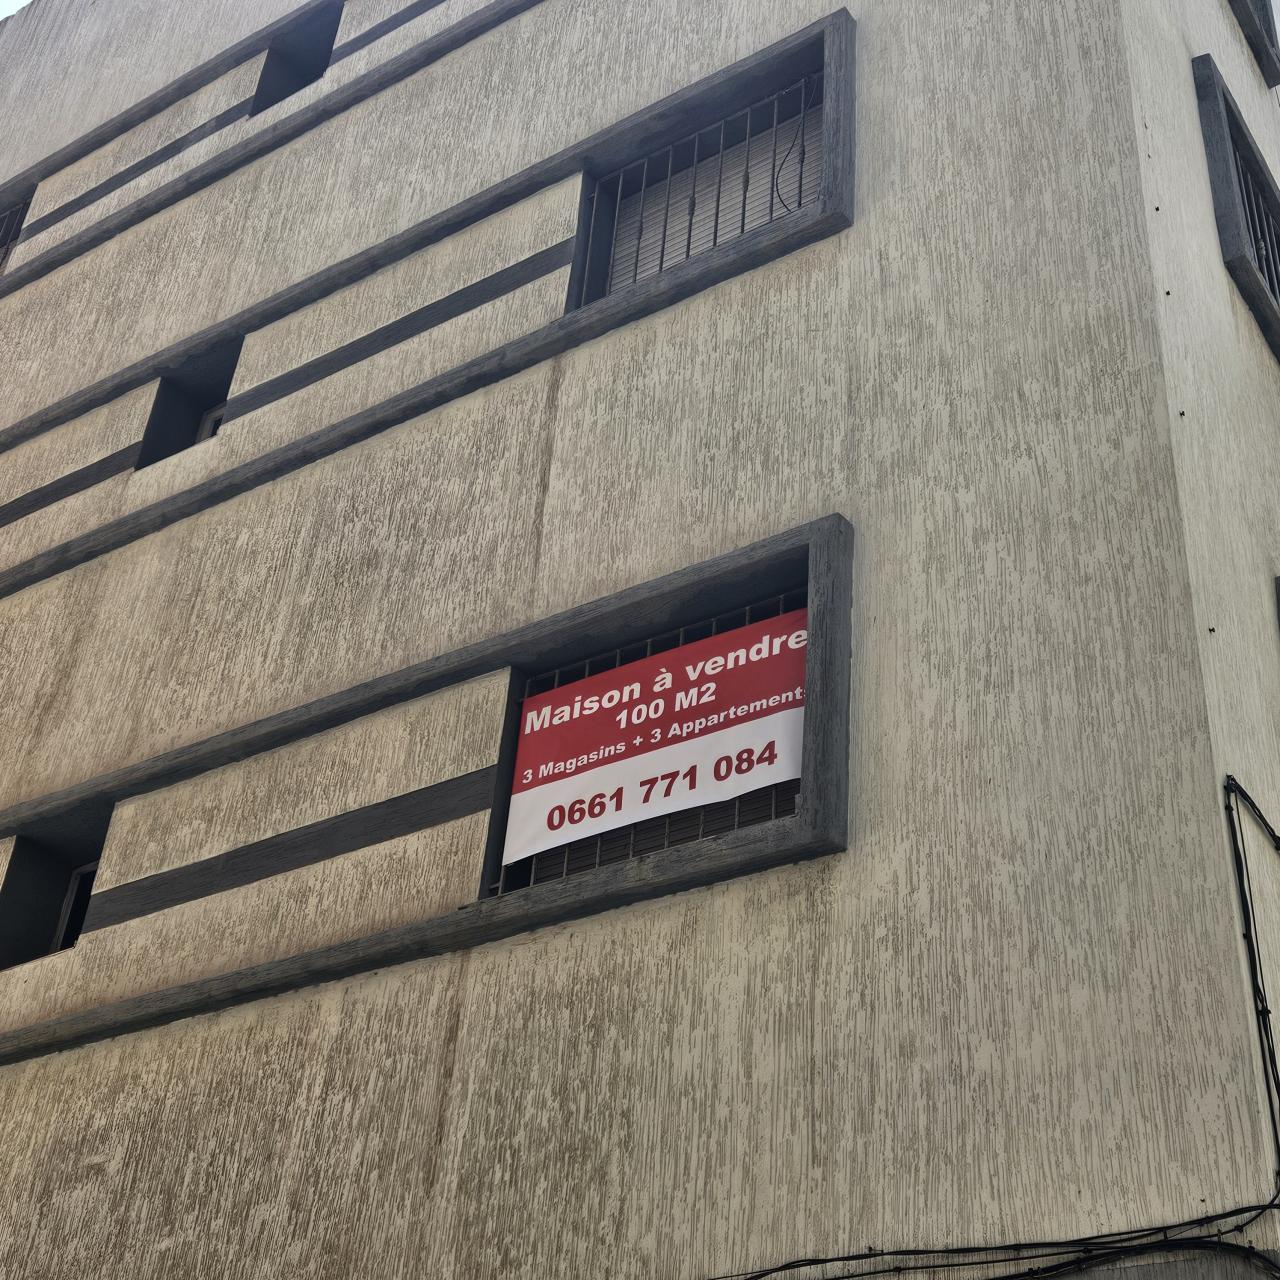 Maison à vendre
100 M2
3 Magasins + 3 Appartements
0661 771 084